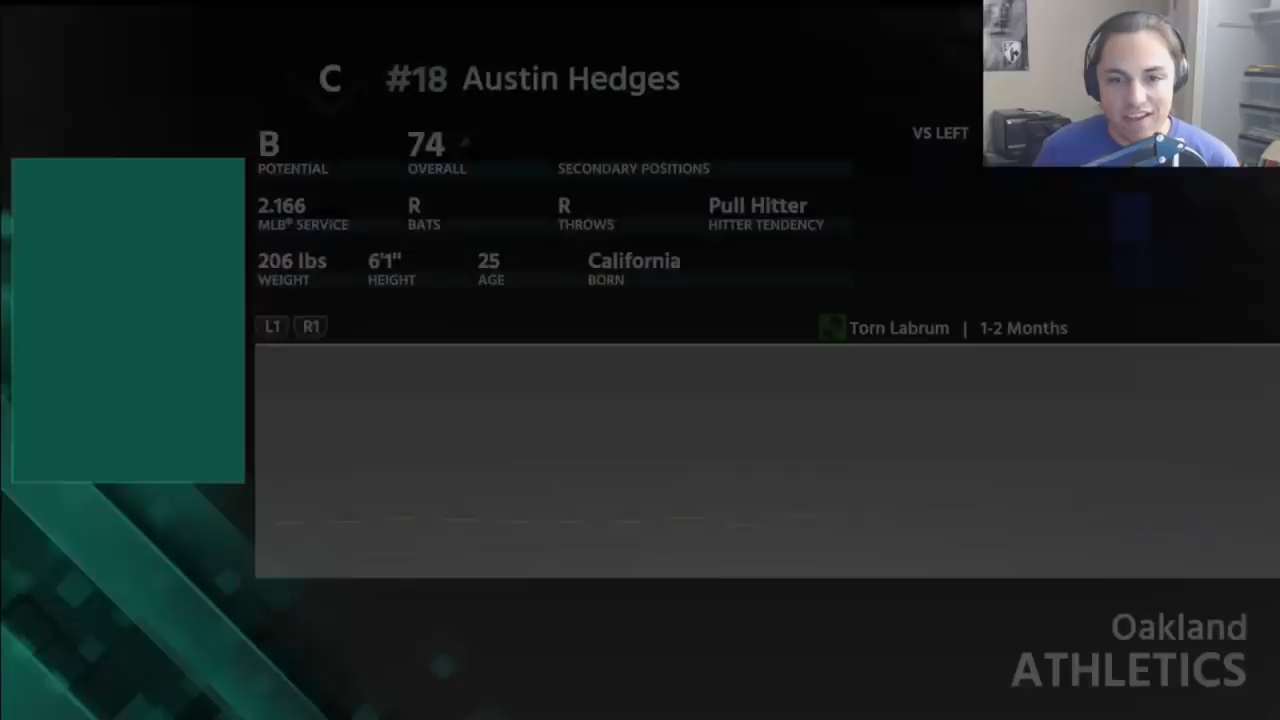 C #18 Austin Hedges
B 74
POTENTIAL OVERALL SECONDARY POSITIONS
VS LEFT
2.166 R R Pull Hitter
MLB® SERVICE BATS THROWS HITTER TENDENCY
206 lbs 6'1" 25 California
WEIGHT HEIGHT AGE BORN
L1 R1
Torn Labrum | 1-2 Months
Oakland
ATHLETICS